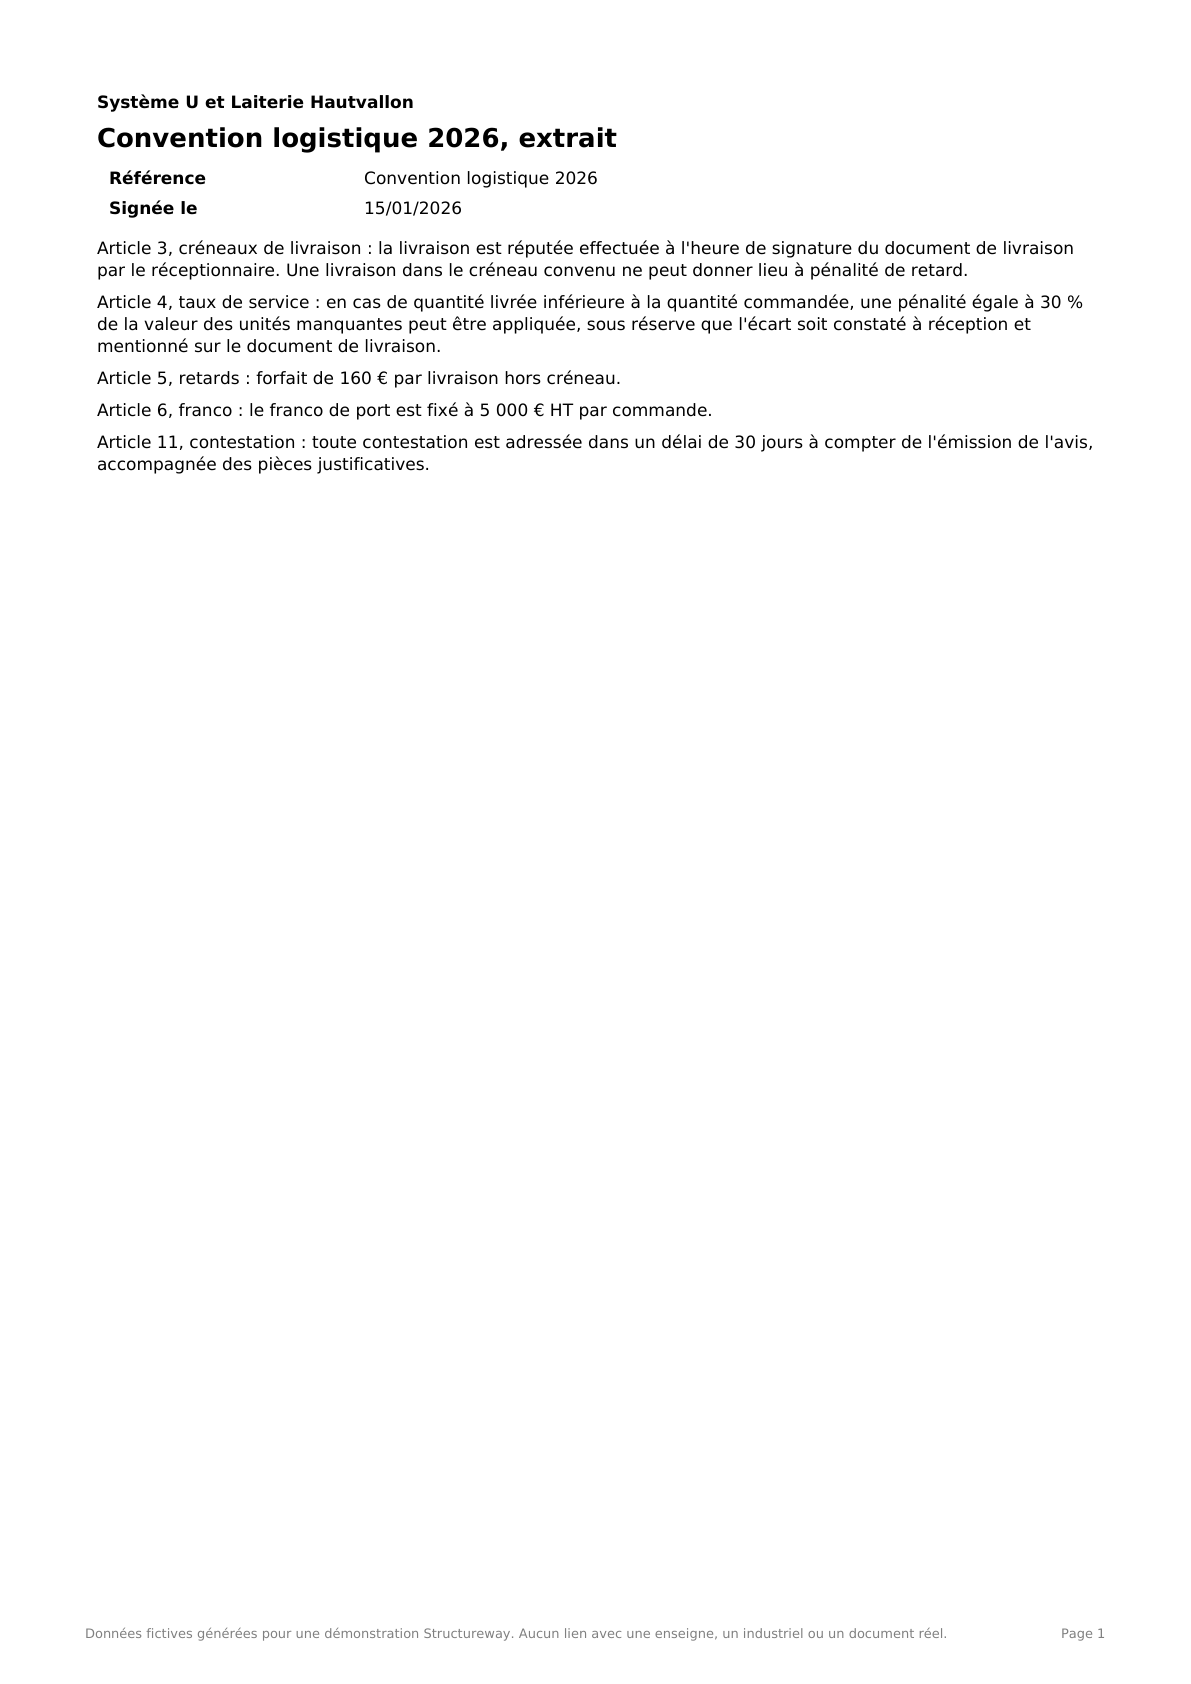 Système U et Laiterie Hautvallon
Convention logistique 2026, extrait
Référence Convention logistique 2026
Signée le 15/01/2026
Article 3, créneaux de livraison : la livraison est réputée effectuée à l'heure de signature du document de livraison
par le réceptionnaire. Une livraison dans le créneau convenu ne peut donner lieu à pénalité de retard.
Article 4, taux de service : en cas de quantité livrée inférieure à la quantité commandée, une pénalité égale à 30 %
de la valeur des unités manquantes peut être appliquée, sous réserve que l'écart soit constaté à réception et
mentionné sur le document de livraison.
Article 5, retards : forfait de 160 € par livraison hors créneau.
Article 6, franco : le franco de port est fixé à 5 000 € HT par commande.
Article 11, contestation : toute contestation est adressée dans un délai de 30 jours à compter de l'émission de l'avis,
accompagnée des pièces justificatives.
Données fictives générées pour une démonstration Structureway. Aucun lien avec une enseigne, un industriel ou un document réel. Page 1